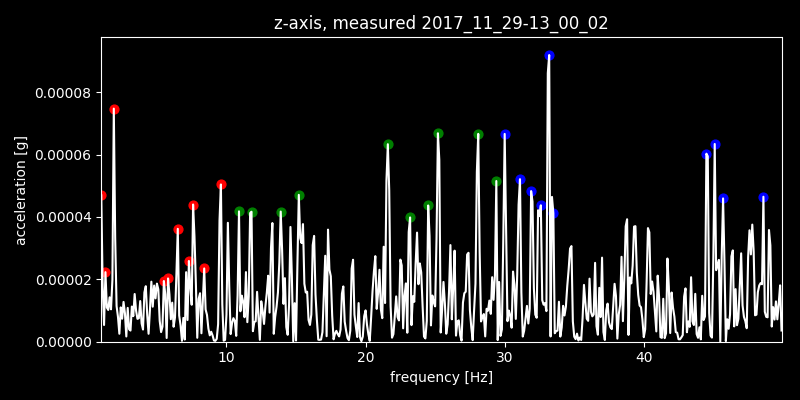 z-axis, measured 2017_11_29-13_00_02
acceleration [g]
0.00008
0.00006
0.00004
0.00002
0.00000
10 20 30 40
frequency [Hz]